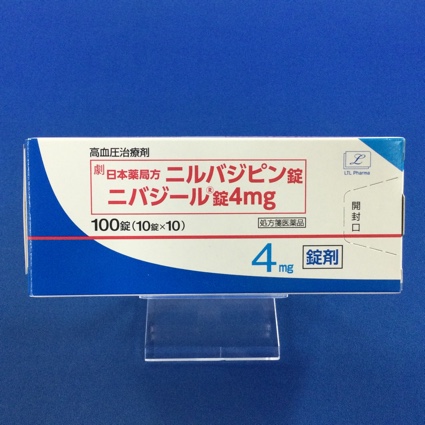 高血圧治療剤
劇 日本薬局方 ニルバジピン錠
ニバジール®錠4mg
100錠(10錠×10)
処方箋医薬品
4mg
錠剤
LTL Pharma
開封口